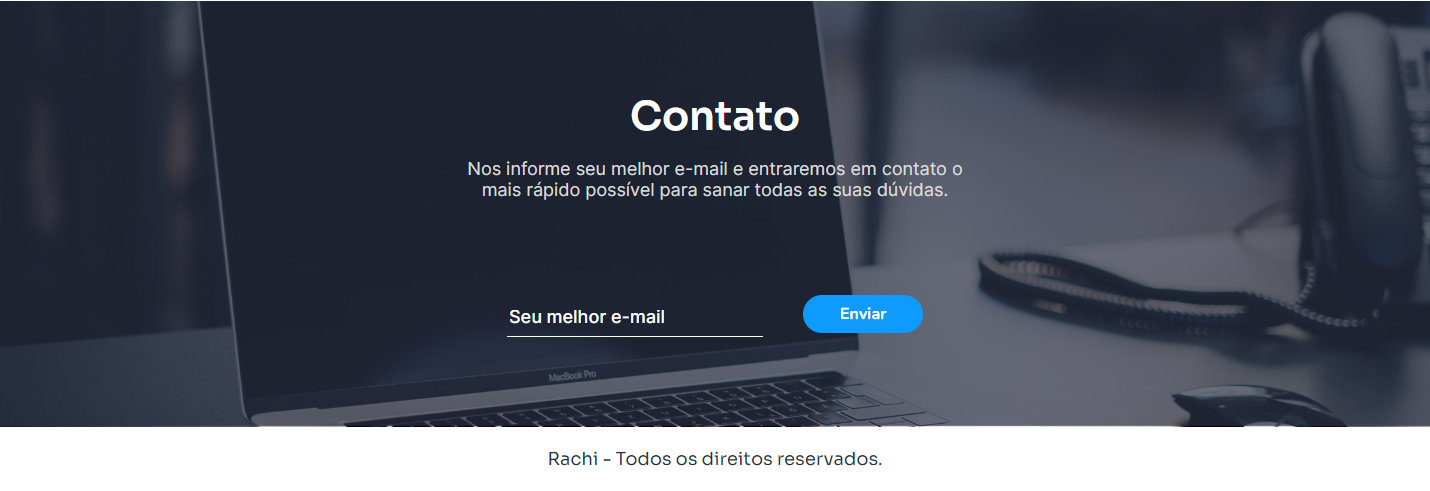 Contato
Nos informe seu melhor e-mail e entraremos em contato o
mais rápido possível para sanar todas as suas dúvidas.
Seu melhor e-mail
Enviar
MacBook Pro
Rachi - Todos os direitos reservados.